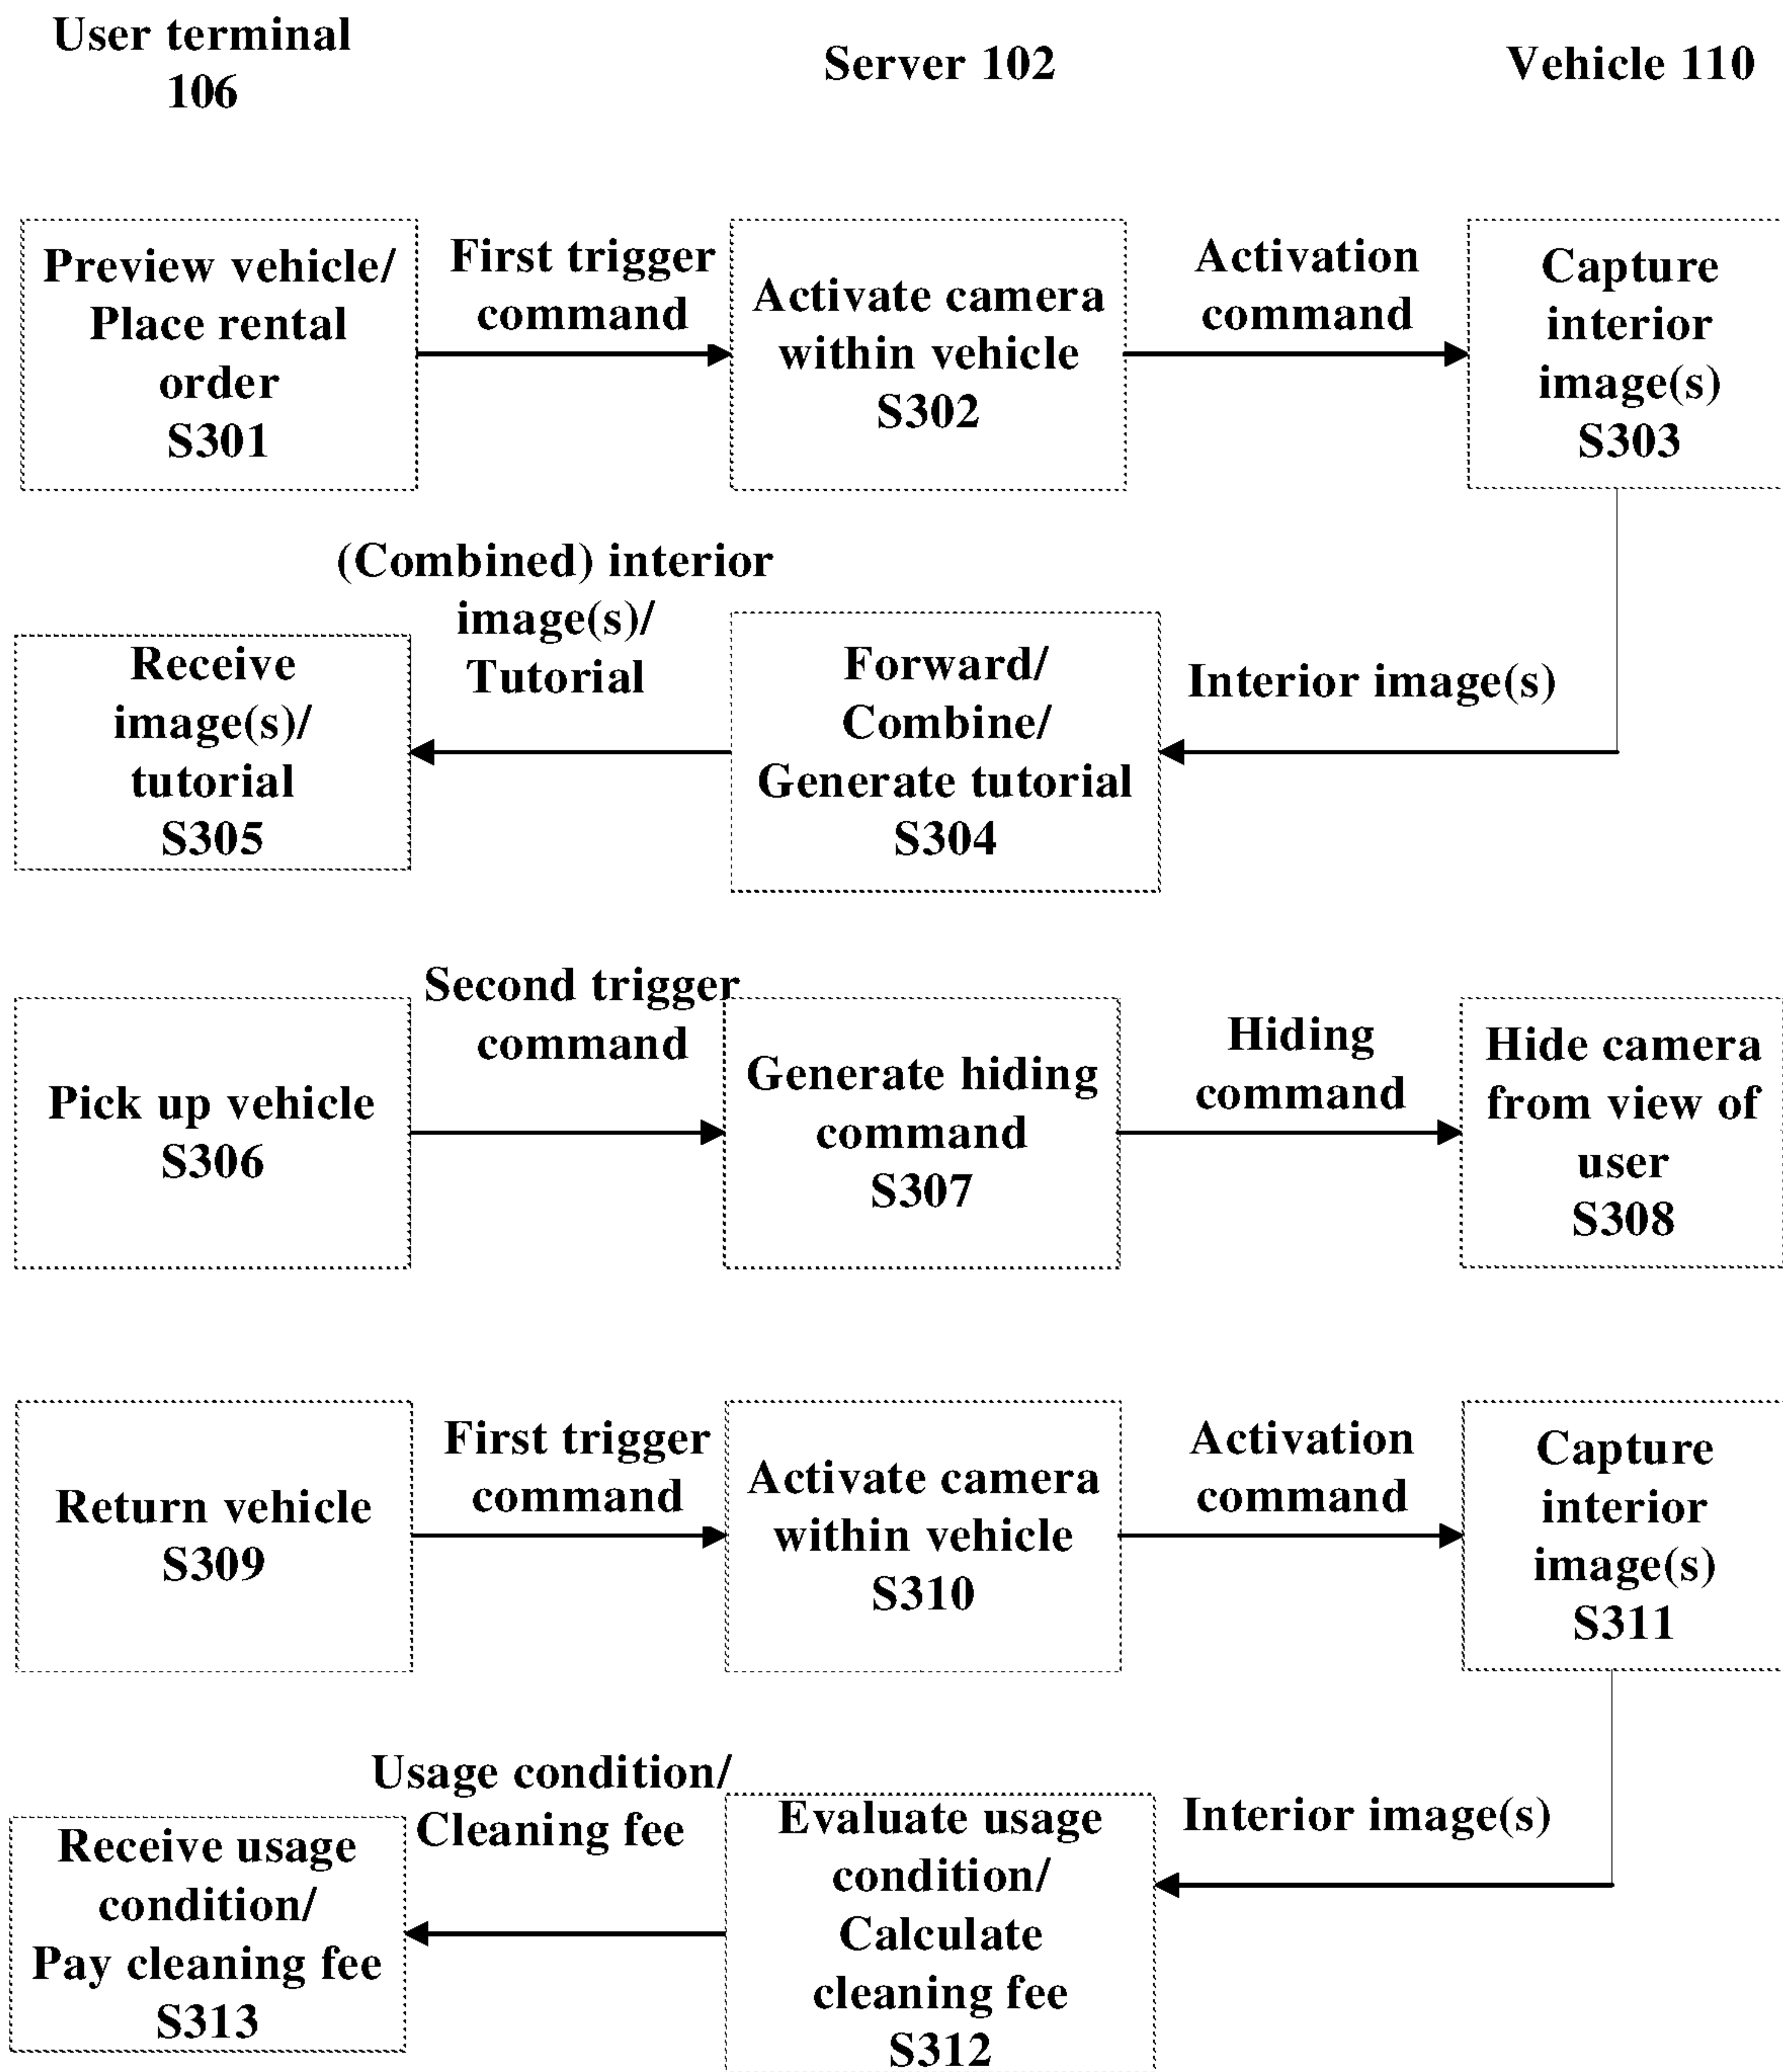 User terminal
106
Server 102
Vehicle 110
Preview vehicle/
Place rental
order
S301
First trigger
command
Activate camera
within vehicle
S302
Activation
command
Capture
interior
image(s)
S303
(Combined) interior
image(s)/
Tutorial
Receive
image(s)/
tutorial
S305
Forward/
Combine/
Generate tutorial
S304
Interior image(s)
Pick up vehicle
S306
Second trigger
command
Generate hiding
command
S307
Hiding
command
Hide camera
from view of
user
S308
Return vehicle
S309
First trigger
command
Activate camera
within vehicle
S310
Activation
command
Capture
interior
image(s)
S311
Usage condition/
Cleaning fee
Receive usage
condition/
Pay cleaning fee
S313
Evaluate usage
condition/
Calculate
cleaning fee
S312
Interior image(s)